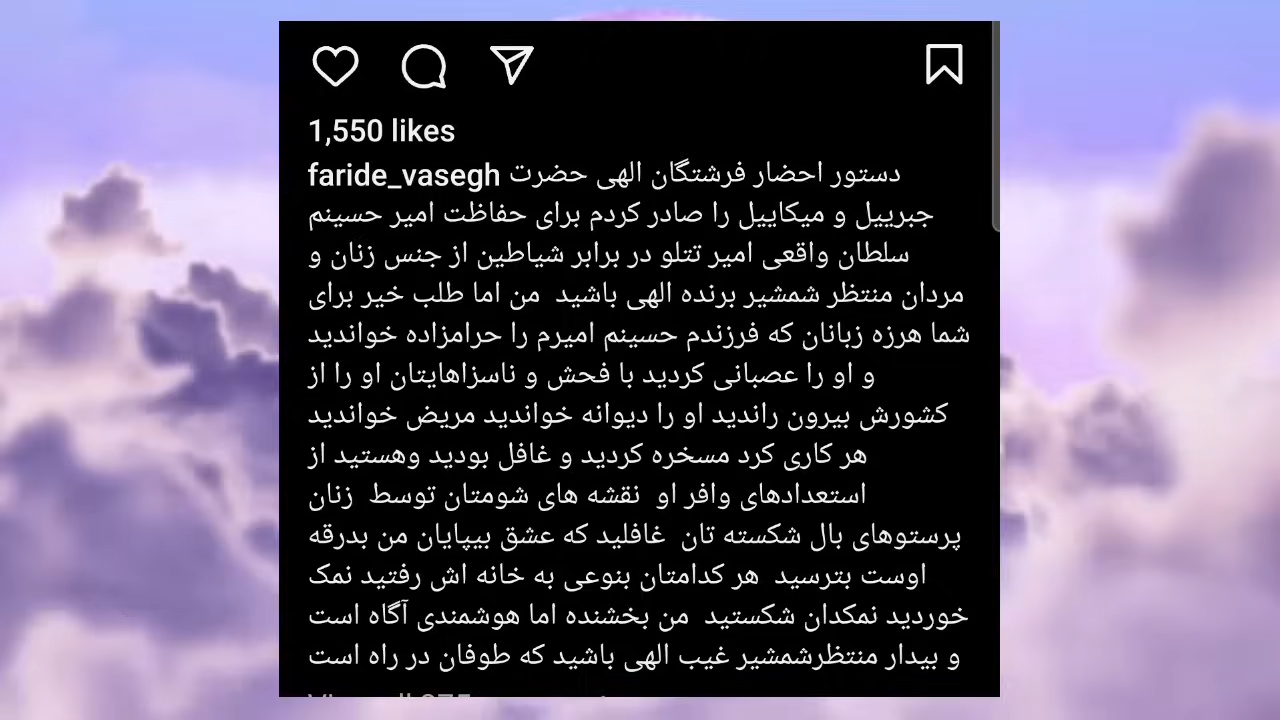 1,550 likes
faride_vasegh دستور احضار فرشتگان الهی حضرت
جبرییل و میکاییل را صادر کردم برای حفاظت امیر حسینم
سلطان واقعی امیر تتلو در برابر شیاطین از جنس زنان و
مردان منتظر شمشیر برنده الهی باشید من اما طلب خیر برای
شما هرزه زبانان که فرزندم حسینم امیرم را حرامزاده خواندید
و او را عصبانی کردید با فحش و ناسزاهایتان او را از
کشورش بیرون راندید او را دیوانه خواندید مریض خواندید
هر کاری کرد مسخره کردید و غافل بودید وهستید از
استعدادهای وافر او نقشه های شومتان توسط زنان
پرستوهای بال شکسته تان غافلید که عشق بیپایان من بدرقه
اوست بترسید هر کدامتان بنوعی به خانه اش رفتید نمک
خوردید نمکدان شکستید من بخشنده اما هوشمندی آگاه است
و بیدار منتظرشمشیر غیب الهی باشید که طوفان در راه است